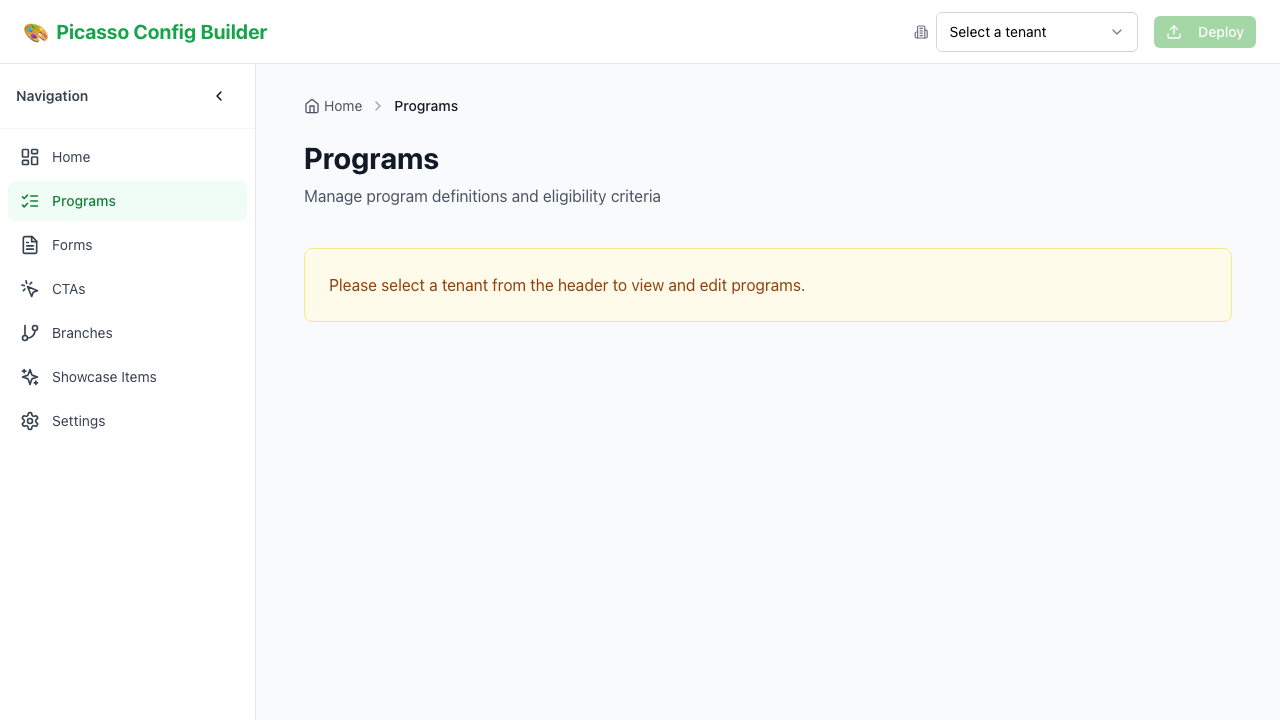 Picasso Config Builder
Select a tenant
Deploy
Navigation
Home
Programs
Forms
CTAs
Branches
Showcase Items
Settings
Home
Programs
Programs
Manage program definitions and eligibility criteria
Please select a tenant from the header to view and edit programs.